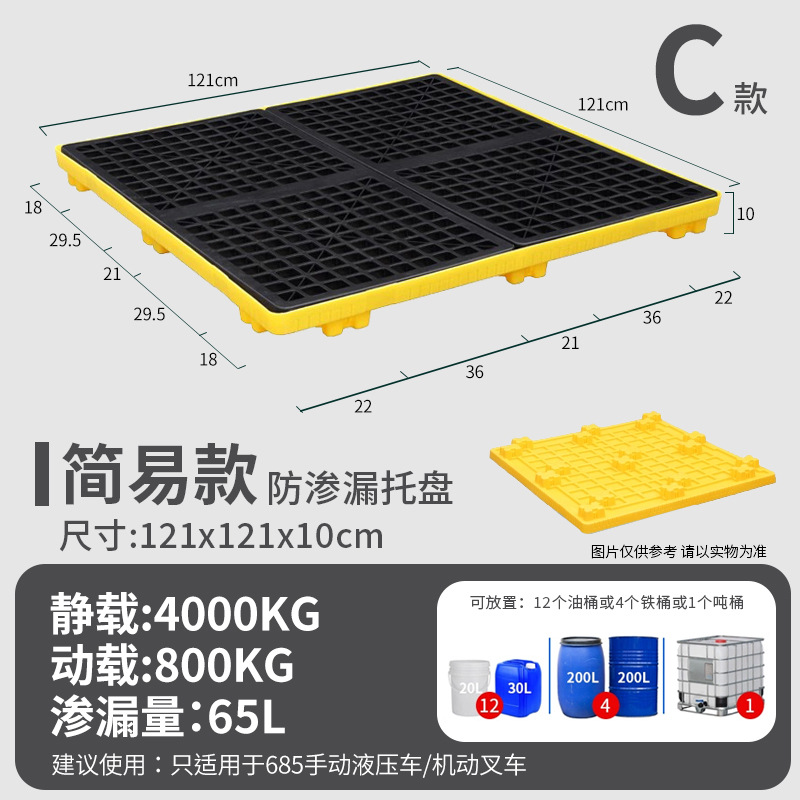 C款
121cm
121cm
10
18
29.5
21
29.5
18
22
36
21
36
22
简易款 防渗漏托盘
尺寸:121x121x10cm
图片仅供参考 请以实物为准
静载:4000KG
动载:800KG
渗漏量:65L
建议使用：只适用于685手动液压车/机动叉车
可放置：12个油桶或4个铁桶或1个吨桶
20L 12 30L
200L 4 200L
1